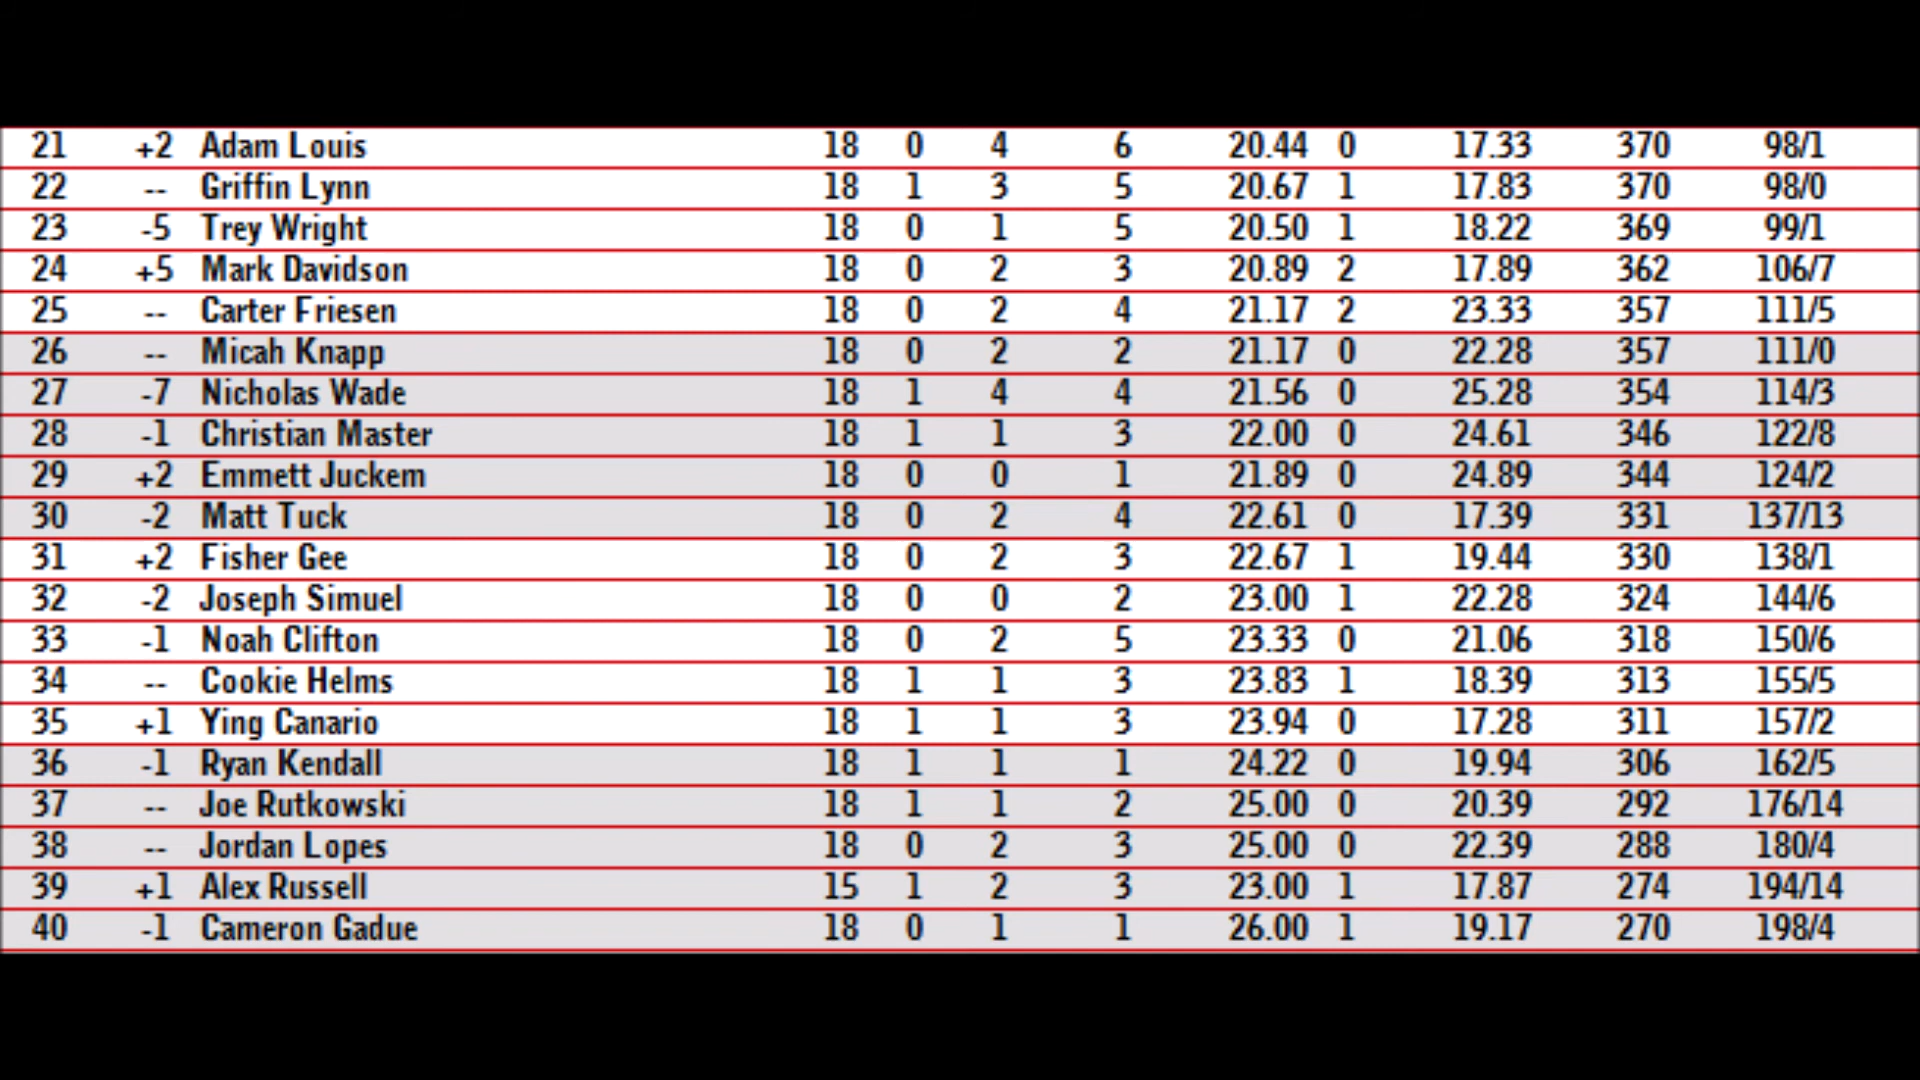 21 +2 Adam Louis 18 0 4 6 20.44 0 17.33 370 98/1
22 -- Griffin Lynn 18 1 3 5 20.67 1 17.83 370 98/0
23 -5 Trey Wright 18 0 1 5 20.50 1 18.22 369 99/1
24 +5 Mark Davidson 18 0 2 3 20.89 2 17.89 362 106/7
25 -- Carter Friesen 18 0 2 4 21.17 2 23.33 357 111/5
26 -- Micah Knapp 18 0 2 2 21.17 0 22.28 357 111/0
27 -7 Nicholas Wade 18 1 4 4 21.56 0 25.28 354 114/3
28 -1 Christian Master 18 1 1 3 22.00 0 24.61 346 122/8
29 +2 Emmett Juckem 18 0 0 1 21.89 0 24.89 344 124/2
30 -2 Matt Tuck 18 0 2 4 22.61 0 17.39 331 137/13
31 +2 Fisher Gee 18 0 2 3 22.67 1 19.44 330 138/1
32 -2 Joseph Simuel 18 0 0 2 23.00 1 22.28 324 144/6
33 -1 Noah Clifton 18 0 2 5 23.33 0 21.06 318 150/6
34 -- Cookie Helms 18 1 1 3 23.83 1 18.39 313 155/5
35 +1 Ying Canario 18 1 1 3 23.94 0 17.28 311 157/2
36 -1 Ryan Kendall 18 1 1 1 24.22 0 19.94 306 162/5
37 -- Joe Rutkowski 18 1 1 2 25.00 0 20.39 292 176/14
38 -- Jordan Lopes 18 0 2 3 25.00 0 22.39 288 180/4
39 +1 Alex Russell 15 1 2 3 23.00 1 17.87 274 194/14
40 -1 Cameron Gadue 18 0 1 1 26.00 1 19.17 270 198/4